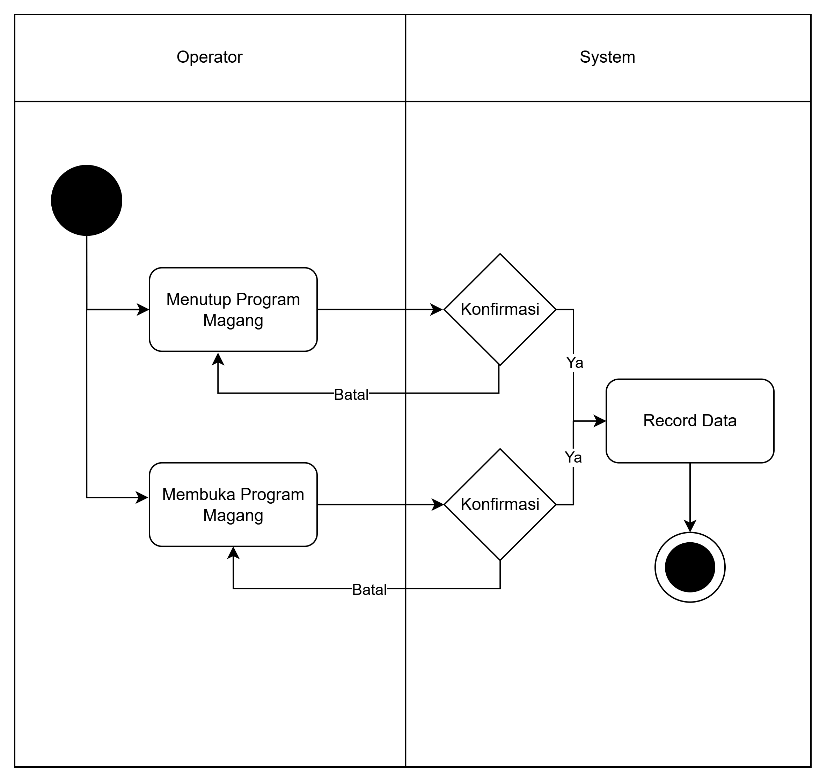 Operator
System
Menutup Program
Magang
Konfirmasi
Ya
Batal
Record Data
Ya
Membuka Program
Magang
Konfirmasi
Batal